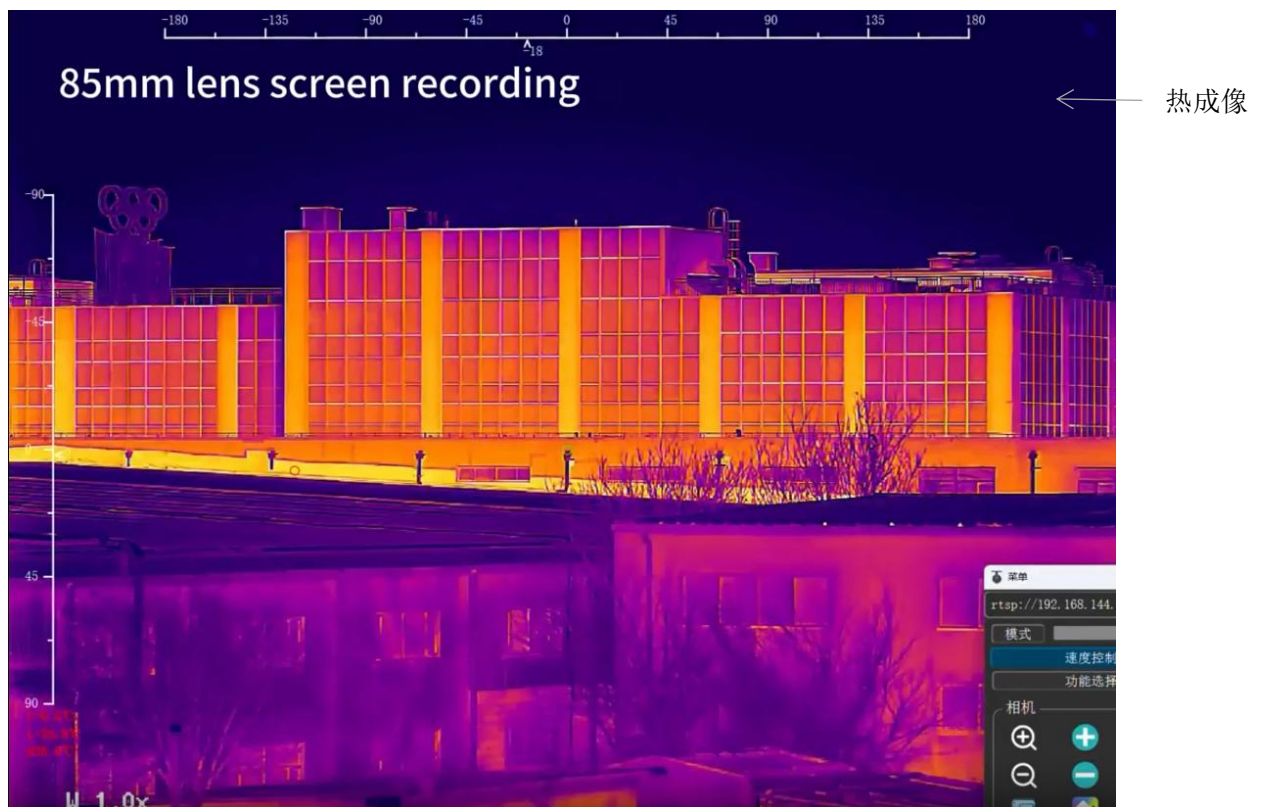 -180 -135 -90 -45 0 45 90 135 180
-18
85mm lens screen recording
热成像
-90
-45
0
45
90
菜单
rtsp://192.168.144.
模式
速度控制
功能选择
相机
W 1.0x